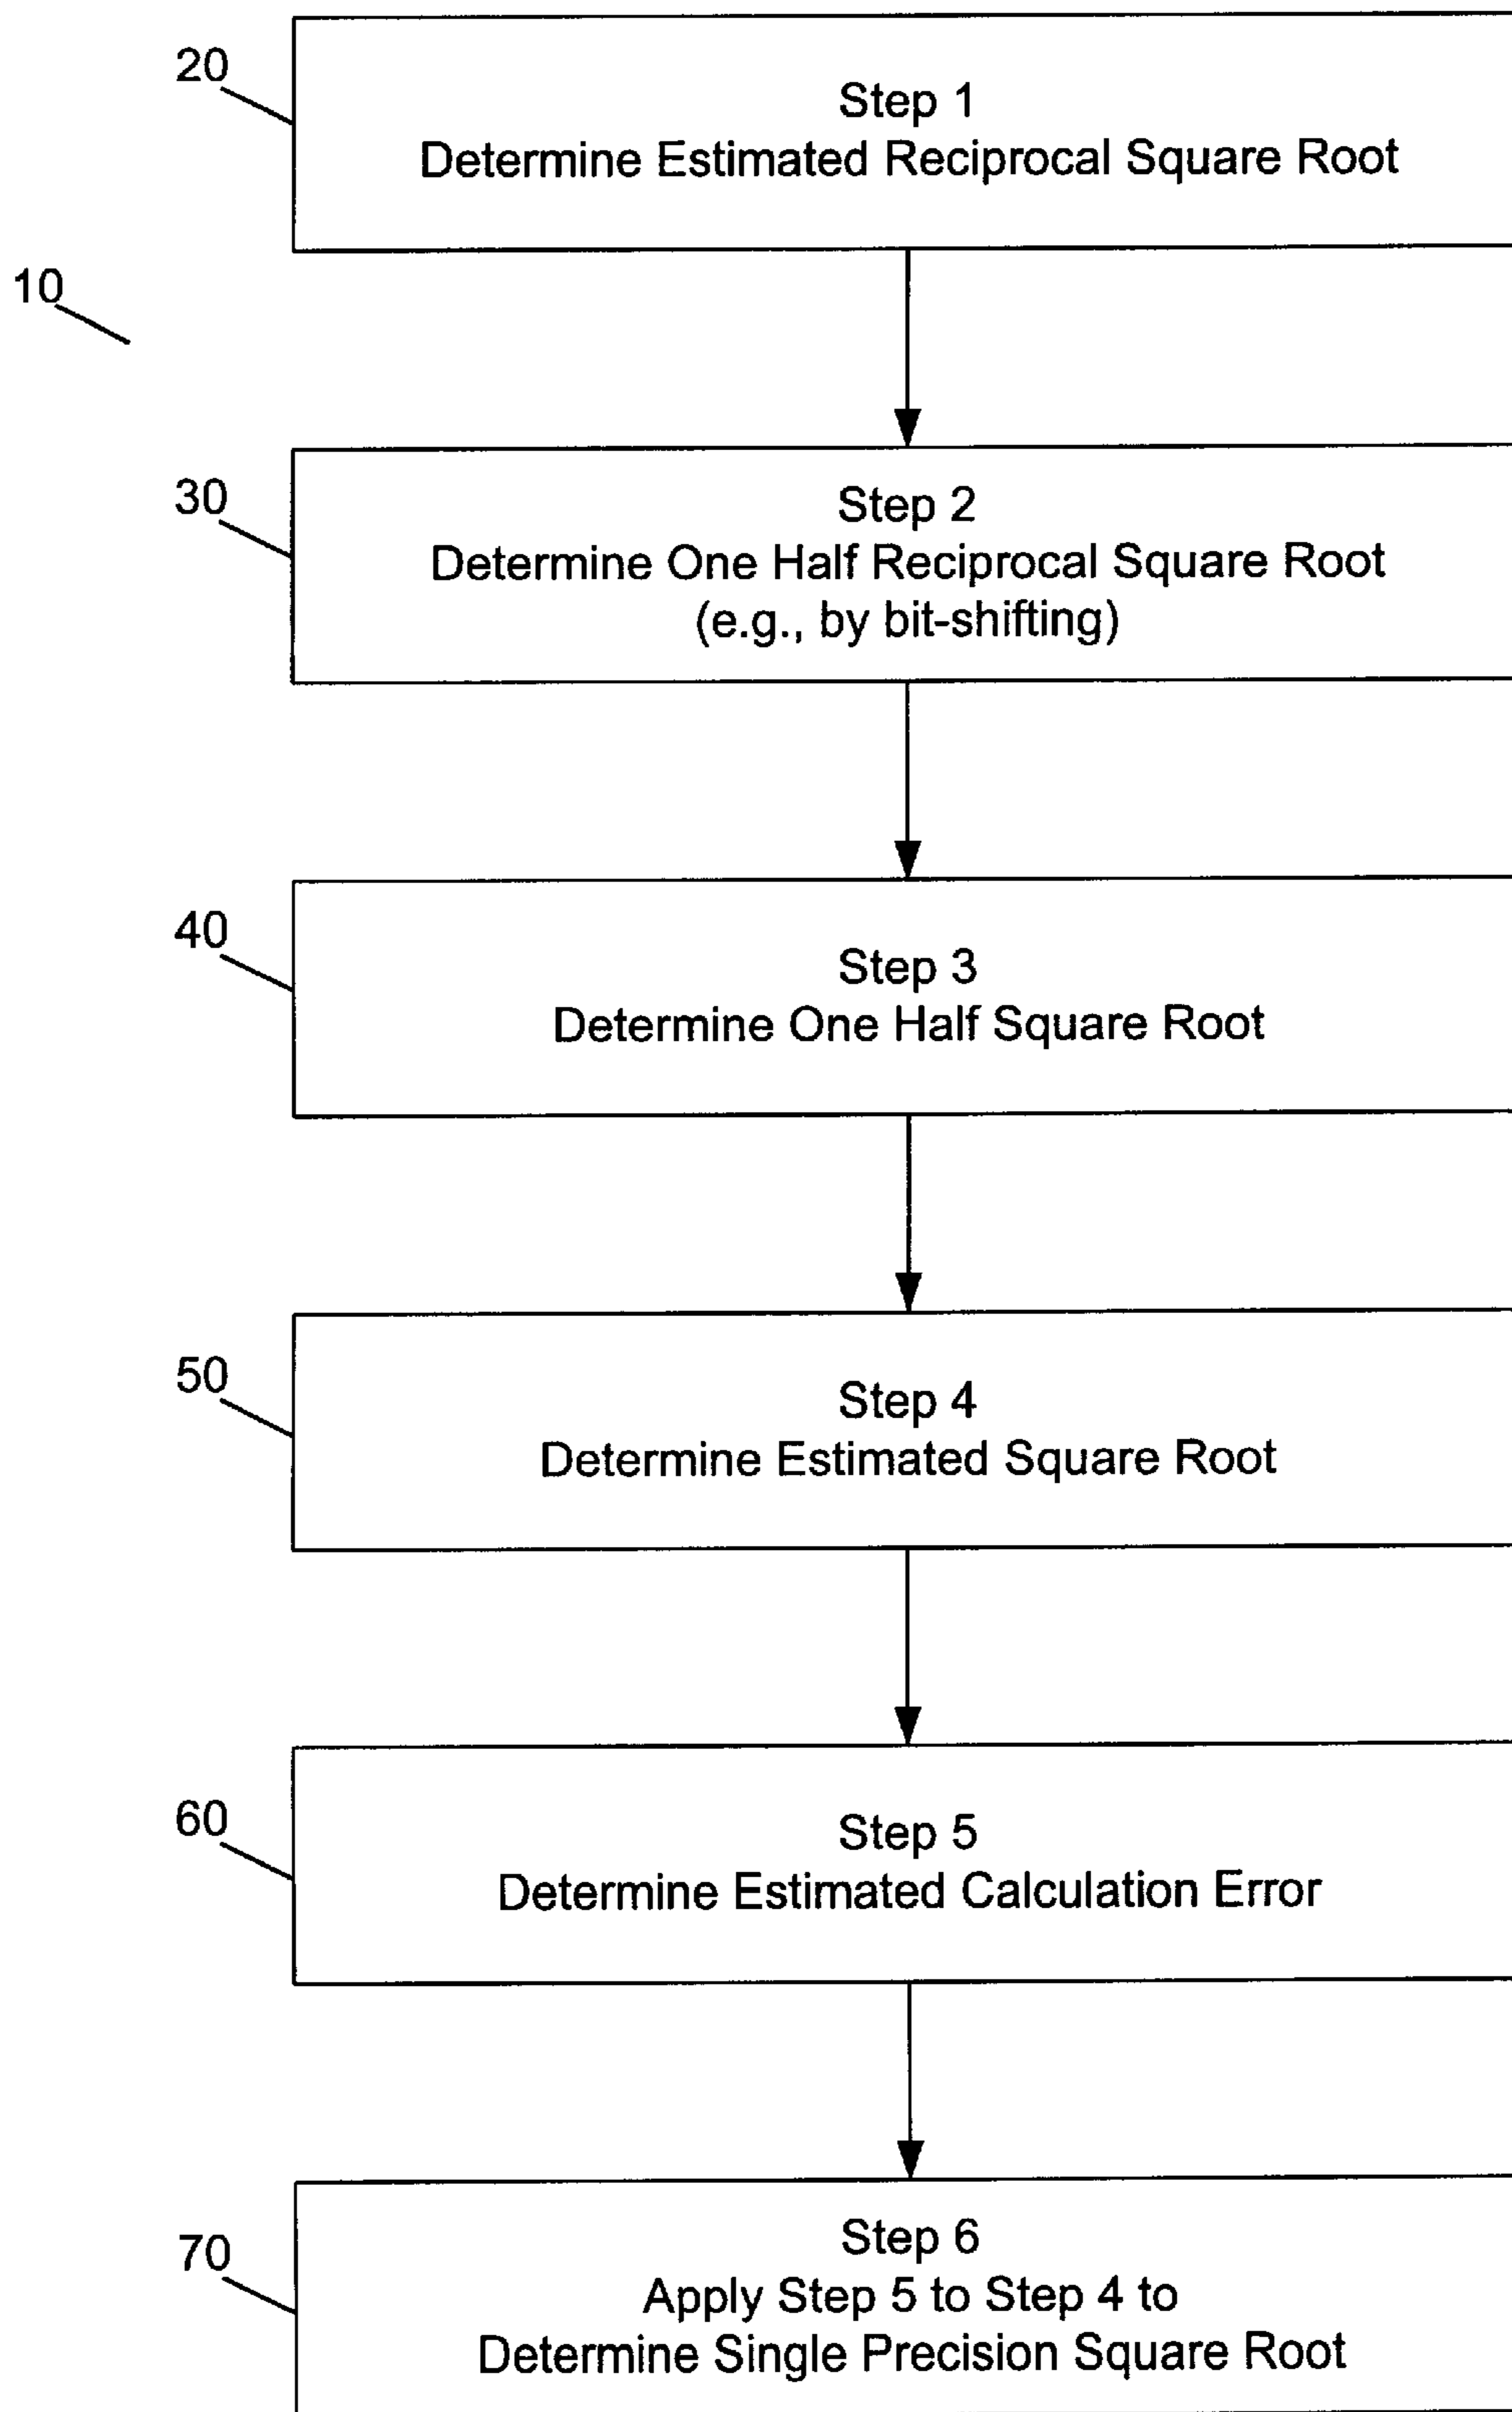 20
Step 1
Determine Estimated Reciprocal Square Root
10
30
Step 2
Determine One Half Reciprocal Square Root
(e.g., by bit-shifting)
40
Step 3
Determine One Half Square Root
50
Step 4
Determine Estimated Square Root
60
Step 5
Determine Estimated Calculation Error
70
Step 6
Apply Step 5 to Step 4 to
Determine Single Precision Square Root